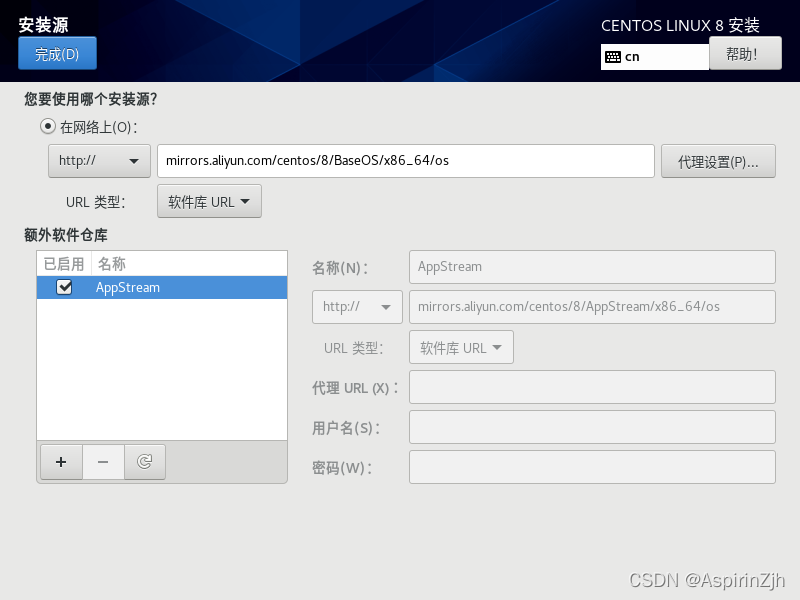 安装源
CENTOS LINUX 8 安装
完成(D)
cn
帮助！
您要使用哪个安装源？
在网络上(O)：
http://
mirrors.aliyun.com/centos/8/BaseOS/x86_64/os
代理设置(P)...
URL 类型：
软件库 URL
额外软件仓库
已启用 名称
AppStream
名称(N)：
AppStream
http://
mirrors.aliyun.com/centos/8/AppStream/x86_64/os
URL 类型：
软件库 URL
代理 URL (X)：
用户名(S)：
密码(W)：
CSDN @AspirinZjh